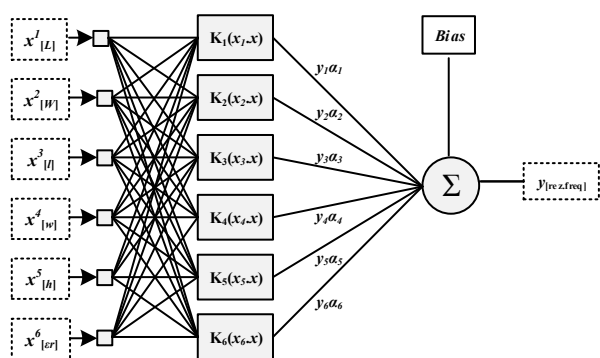 x¹[L]
x²[W]
x³[l]
x⁴[w]
x⁵[h]
x⁶[εr]
K₁(x₁.x)
K₂(x₂.x)
K₃(x₃.x)
K₄(x₄.x)
K₅(x₅.x)
K₆(x₆.x)
y₁α₁
y₂α₂
y₃α₃
y₄α₄
y₅α₅
y₆α₆
Bias
Σ
y[rez.freq]